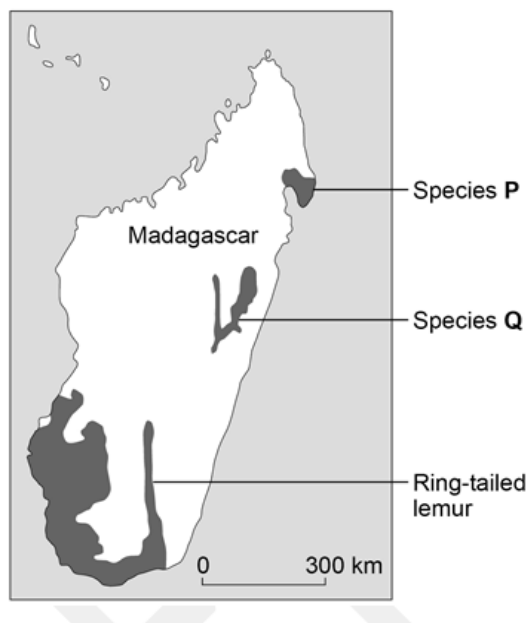 Species P
Madagascar
Species Q
Ring-tailed
lemur
0 300 km